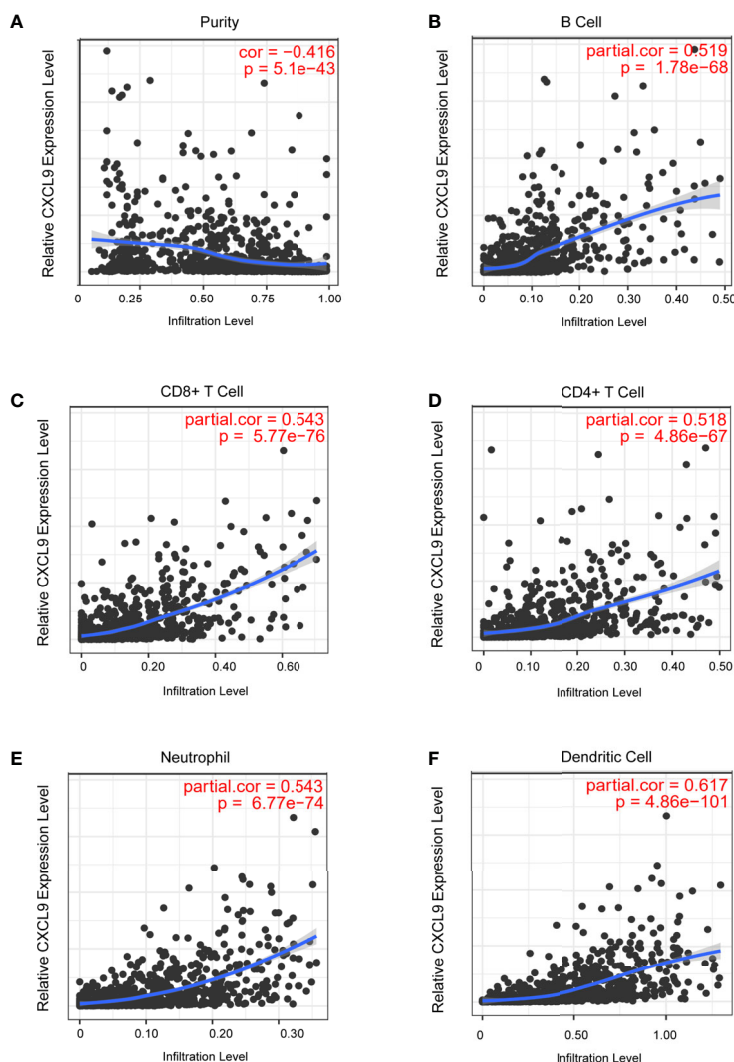 A
Purity
cor = −0.416
p = 5.1e−43
Relative CXCL9 Expression Level
0.25
0.50
0.75
1.00
Infiltration Level
B
B Cell
partial.cor = 0.519
p = 1.78e−68
Relative CXCL9 Expression Level
0
0.10
0.20
0.30
0.40
0.50
Infiltration Level
C
CD8+ T Cell
partial.cor = 0.543
p = 5.77e−76
Relative CXCL9 Expression Level
0
0.20
0.40
0.60
Infiltration Level
D
CD4+ T Cell
partial.cor = 0.518
p = 4.86e−67
Relative CXCL9 Expression Level
0
0.10
0.20
0.30
0.40
0.50
Infiltration Level
E
Neutrophil
partial.cor = 0.543
p = 6.77e−74
Relative CXCL9 Expression Level
0
0.10
0.20
0.30
Infiltration Level
F
Dendritic Cell
partial.cor = 0.617
p = 4.86e−101
Relative CXCL9 Expression Level
0
0.50
1.00
Infiltration Level